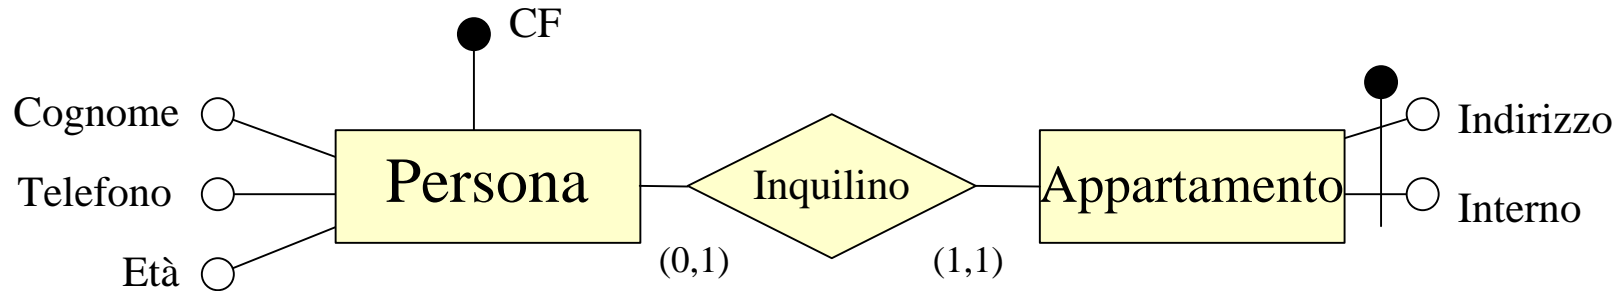 CF
Cognome
Telefono
Età
Persona
(0,1)
Inquilino
(1,1)
Appartamento
Indirizzo
Interno